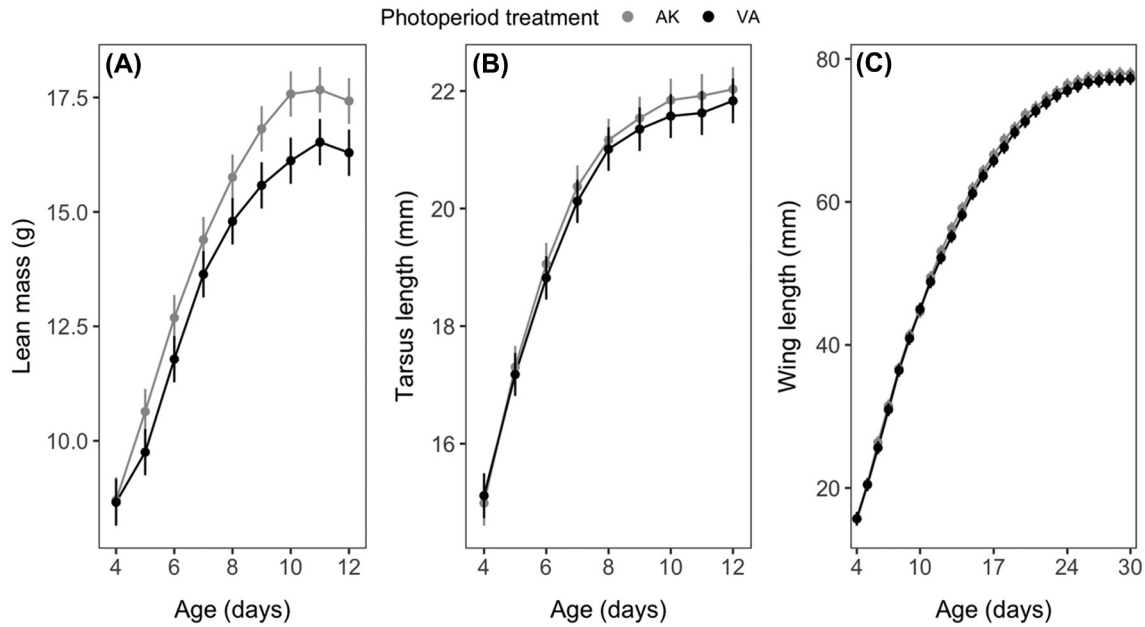 Photoperiod treatment AK VA
(A)
Lean mass (g)
17.5
15.0
12.5
10.0
4 6 8 10 12
Age (days)
(B)
Tarsus length (mm)
22
20
18
16
4 6 8 10 12
Age (days)
(C)
Wing length (mm)
80
60
40
20
4 10 17 24 30
Age (days)